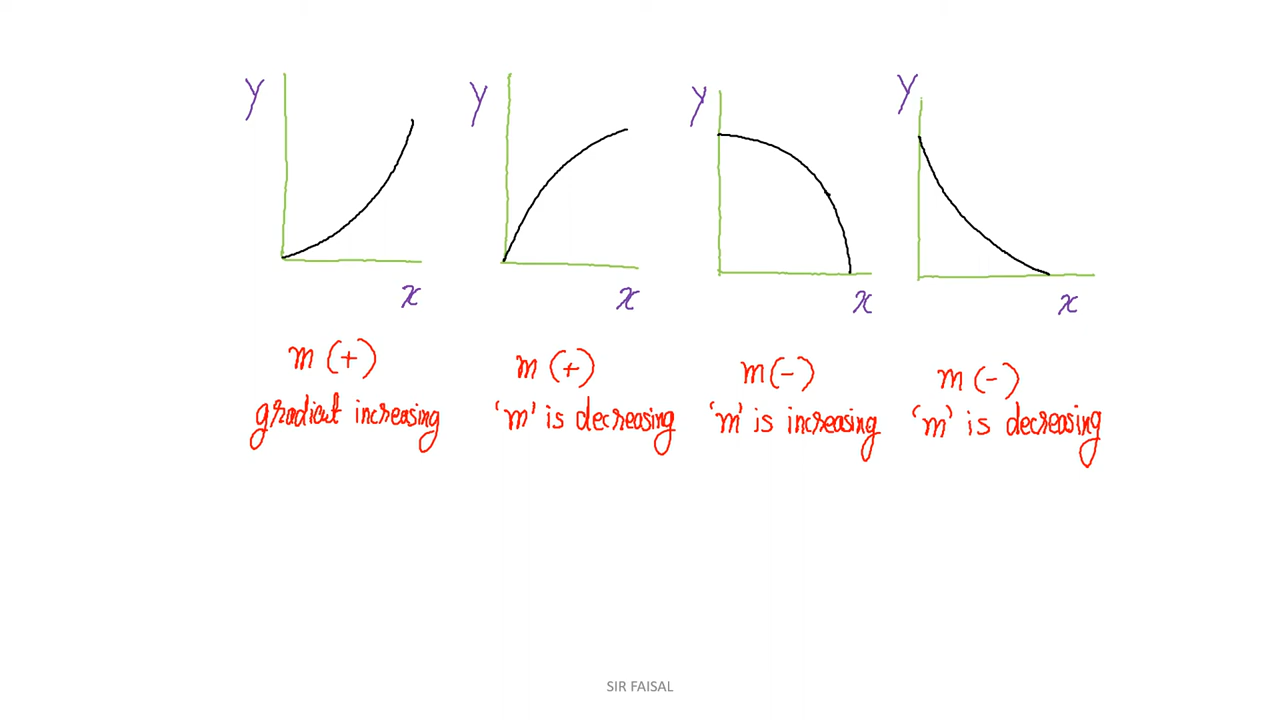 y y y y
x x x x
m (+) m (+) m (-) m (-)
gradient increasing 'm' is decreasing 'm' is increasing 'm' is decreasing
SIR FAISAL